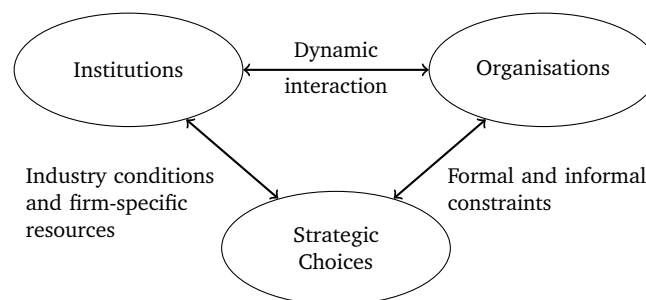 Institutions
Dynamic
interaction
Organisations
Industry conditions
and firm-specific
resources
Formal and informal
constraints
Strategic
Choices